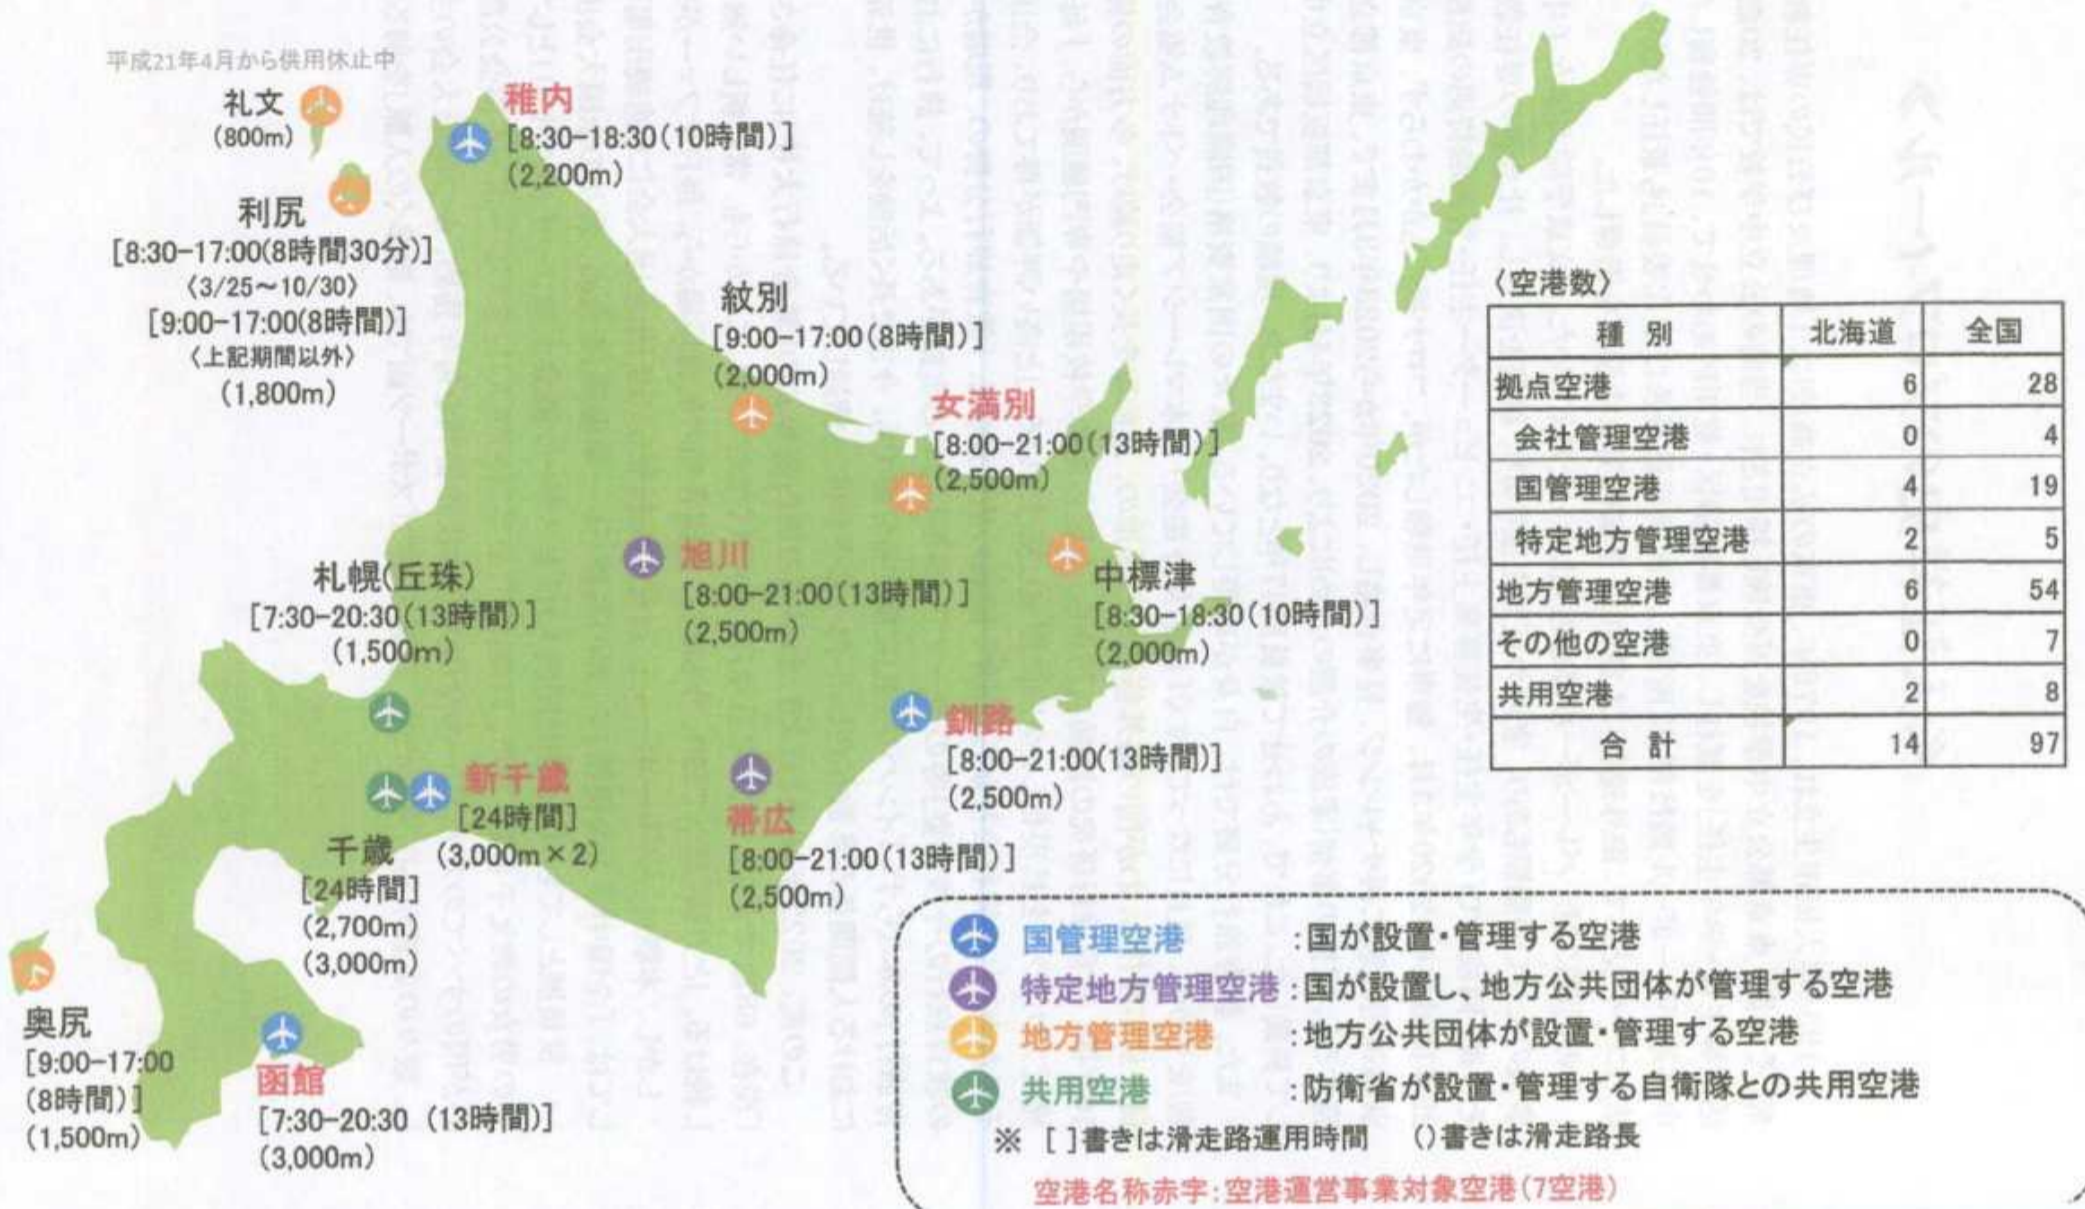 平成21年4月から供用休止中
礼文
(800m)
利尻
[8:30-17:00(8時間30分)]
〈3/25～10/30〉
[9:00-17:00(8時間)]
〈上記期間以外〉
(1,800m)
稚内
[8:30-18:30(10時間)]
(2,200m)
紋別
[9:00-17:00(8時間)]
(2,000m)
女満別
[8:00-21:00(13時間)]
(2,500m)
旭川
[8:00-21:00(13時間)]
(2,500m)
中標津
[8:30-18:30(10時間)]
(2,000m)
札幌(丘珠)
[7:30-20:30(13時間)]
(1,500m)
釧路
[8:00-21:00(13時間)]
(2,500m)
新千歳
[24時間]
(3,000m×2)
千歳
[24時間]
(2,700m)
(3,000m)
帯広
[8:00-21:00(13時間)]
(2,500m)
奥尻
[9:00-17:00
(8時間)]
(1,500m)
函館
[7:30-20:30 (13時間)]
(3,000m)
〈空港数〉
種 別 北海道 全国
拠点空港 6 28
会社管理空港 0 4
国管理空港 4 19
特定地方管理空港 2 5
地方管理空港 6 54
その他の空港 0 7
共用空港 2 8
合 計 14 97
国管理空港 :国が設置・管理する空港
特定地方管理空港:国が設置し、地方公共団体が管理する空港
地方管理空港 :地方公共団体が設置・管理する空港
共用空港 :防衛省が設置・管理する自衛隊との共用空港
※ [ ]書きは滑走路運用時間 ()書きは滑走路長
空港名称赤字:空港運営事業対象空港(7空港)